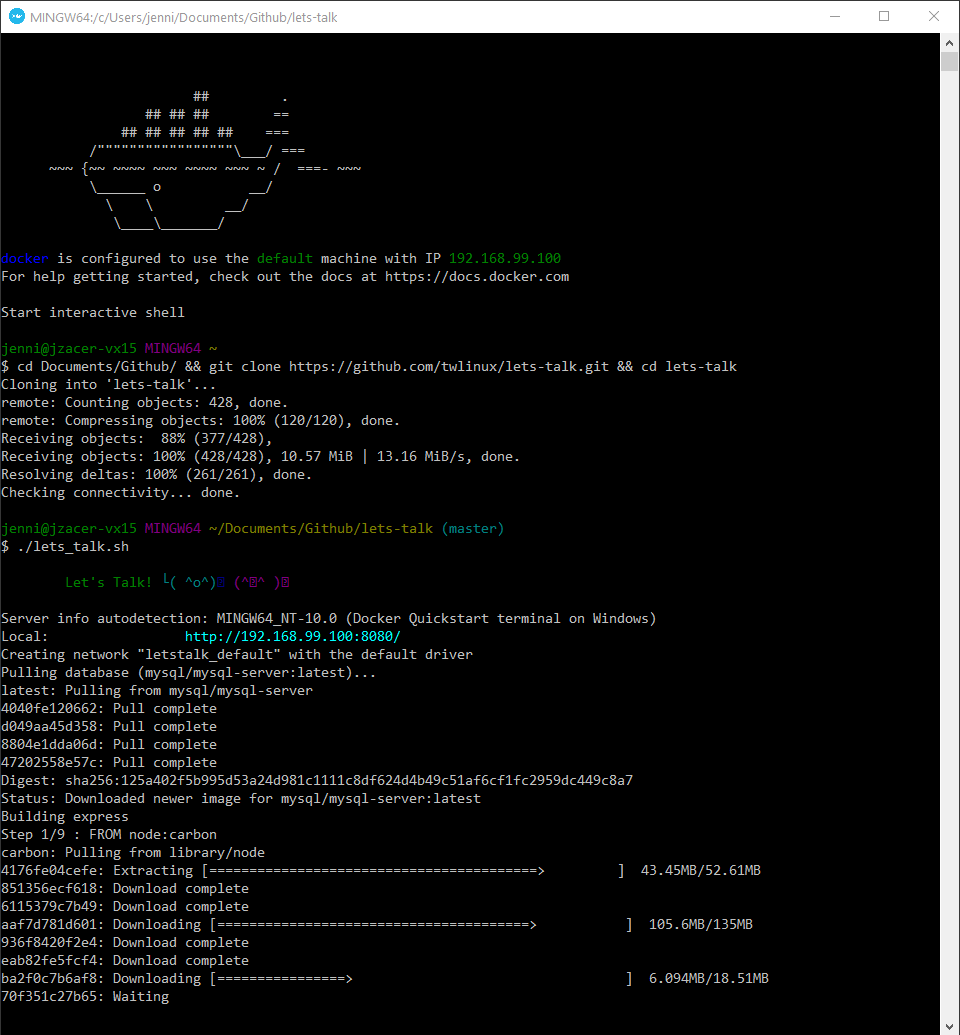 MINGW64:/c/Users/jenni/Documents/Github/lets-talk
                        ##         .
                  ## ## ##        ==
               ## ## ## ## ##    ===
           /"""""""""""""""""\___/ ===
      ~~~ {~~ ~~~~ ~~~ ~~~~ ~~~ ~ /  ===- ~~~
           \______ o           __/
             \    \         __/
              \____\_______/
docker is configured to use the default machine with IP 192.168.99.100
For help getting started, check out the docs at https://docs.docker.com
Start interactive shell
jenni@jzacer-vx15 MINGW64 ~
$ cd Documents/Github/ && git clone https://github.com/twlinux/lets-talk.git && cd lets-talk
Cloning into 'lets-talk'...
remote: Counting objects: 428, done.
remote: Compressing objects: 100% (120/120), done.
Receiving objects:  88% (377/428),
Receiving objects: 100% (428/428), 10.57 MiB | 13.16 MiB/s, done.
Resolving deltas: 100% (261/261), done.
Checking connectivity... done.
jenni@jzacer-vx15 MINGW64 ~/Documents/Github/lets-talk (master)
$ ./lets_talk.sh
Let's Talk! └( ^o^) (^ ^ )
Server info autodetection: MINGW64_NT-10.0 (Docker Quickstart terminal on Windows)
Local:                 http://192.168.99.100:8080/
Creating network "letstalk_default" with the default driver
Pulling database (mysql/mysql-server:latest)...
latest: Pulling from mysql/mysql-server
4040fe120662: Pull complete
d049aa45d358: Pull complete
8804e1dda06d: Pull complete
47202558e57c: Pull complete
Digest: sha256:125a402f5b995d53a24d981c1111c8df624d4b49c51af6cf1fc2959dc449c8a7
Status: Downloaded newer image for mysql/mysql-server:latest
Building express
Step 1/9 : FROM node:carbon
carbon: Pulling from library/node
4176fe04cefe: Extracting [=========================================>         ]  43.45MB/52.61MB
851356ecf618: Download complete
6115379c7b49: Download complete
aaf7d781d601: Downloading [=======================================>           ]  105.6MB/135MB
936f8420f2e4: Download complete
eab82fe5fcf4: Download complete
ba2f0c7b6af8: Downloading [================>                                  ]  6.094MB/18.51MB
70f351c27b65: Waiting